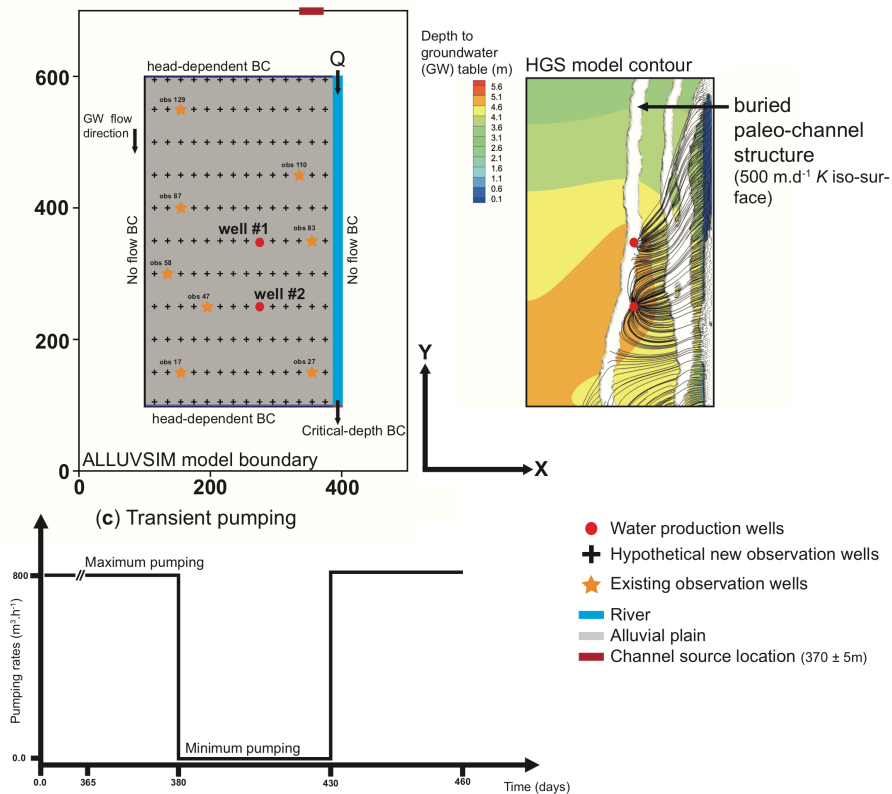 head-dependent BC
Q
600
400
200
0
0
200
400
GW flow
direction
No flow BC
No flow BC
obs 129
obs 110
obs 87
well #1
obs 83
obs 58
well #2
obs 47
obs 17
obs 27
head-dependent BC
Critical-depth BC
ALLUVSIM model boundary
Y
X
Depth to
groundwater
(GW) table (m)
5.6
5.1
4.6
4.1
3.6
3.1
2.6
2.1
1.6
1.1
0.6
0.1
HGS model contour
buried
paleo-channel
structure
(500 m.d⁻¹ K iso-sur-
face)
(c) Transient pumping
Pumping rates (m³.h⁻¹)
800
0.0
Maximum pumping
Minimum pumping
0.0
365
380
430
460
Time (days)
Water production wells
Hypothetical new observation wells
Existing observation wells
River
Alluvial plain
Channel source location (370 ± 5m)